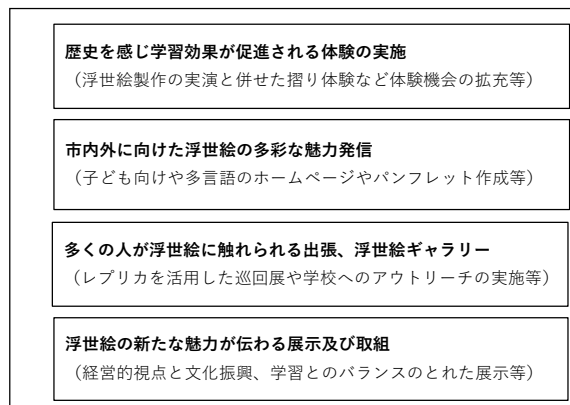 歴史を感じ学習効果が促進される体験の実施
（浮世絵製作の実演と併せた摺り体験など体験機会の拡充等）
市内外に向けた浮世絵の多彩な魅力発信
（子ども向けや多言語のホームページやパンフレット作成等）
多くの人が浮世絵に触れられる出張、浮世絵ギャラリー
（レプリカを活用した巡回展や学校へのアウトリーチの実施等）
浮世絵の新たな魅力が伝わる展示及び取組
（経営的視点と文化振興、学習とのバランスのとれた展示等）